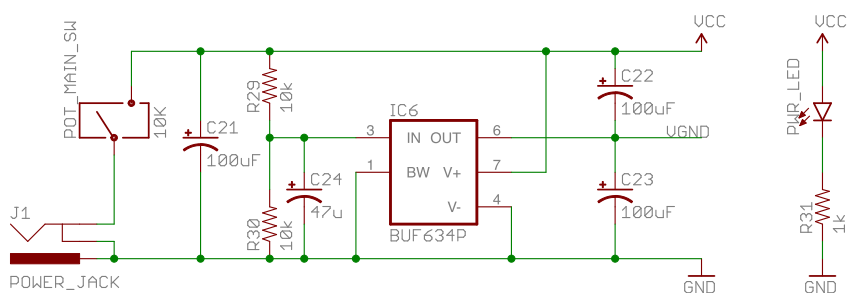 VCC
VCC
POT_MAIN_SW
10K
C21
100uF
R29
10k
C24
47u
R30
10k
IC6
3
IN
OUT
6
1
BW
V+
7
V-
4
BUF634P
C22
100uF
VGND
C23
100uF
PWR_LED
R31
1k
J1
POWER_JACK
GND
GND